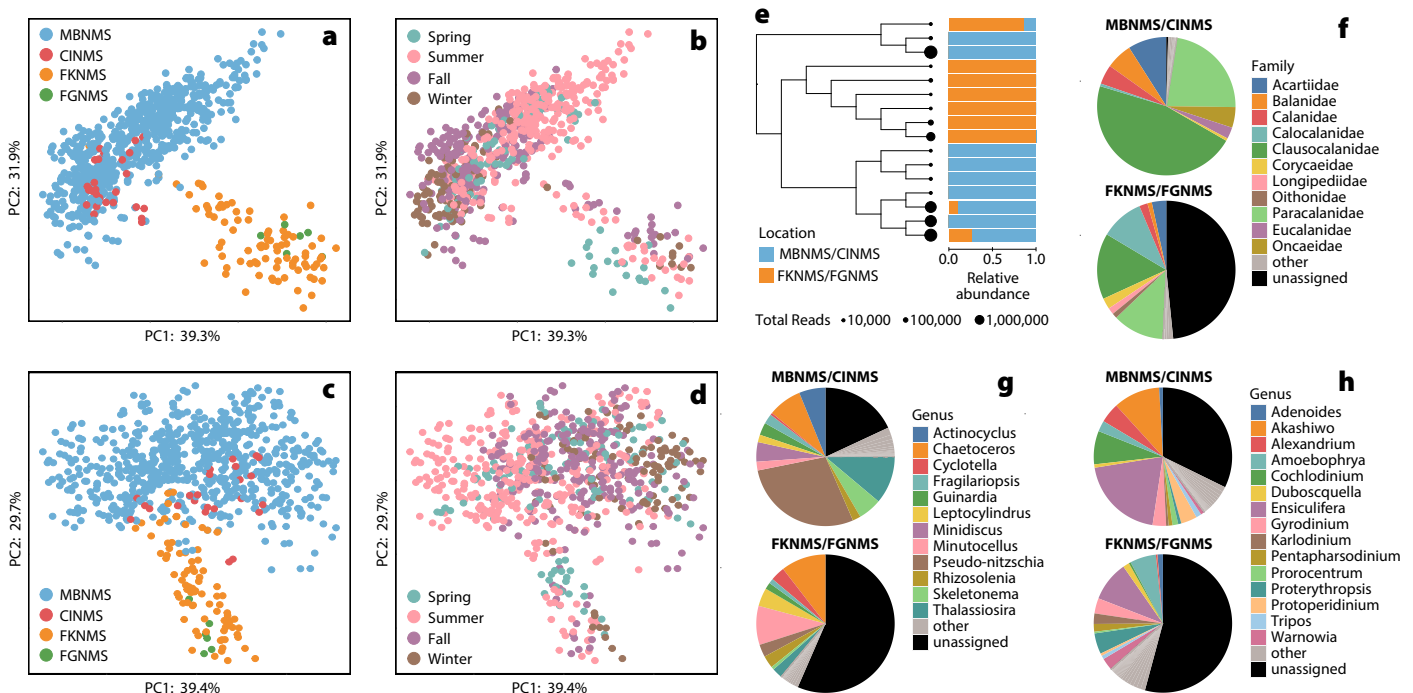 a
MBNMS
CINMS
FKNMS
FGNMS
PC2: 31.9%
PC1: 39.3%
b
Spring
Summer
Fall
Winter
PC2: 31.9%
PC1: 39.3%
c
MBNMS
CINMS
FKNMS
FGNMS
PC2: 29.7%
PC1: 39.4%
d
Spring
Summer
Fall
Winter
PC2: 29.7%
PC1: 39.4%
e
Location
MBNMS/CINMS
FKNMS/FGNMS
0.0 0.5 1.0
Relative
abundance
Total Reads 10,000 100,000 1,000,000
f
MBNMS/CINMS
FKNMS/FGNMS
Family
Acartiidae
Balanidae
Calanidae
Calocalanidae
Clausocalanidae
Corycaeidae
Longipediidae
Oithonidae
Paracalanidae
Eucalanidae
Oncaeidae
other
unassigned
g
MBNMS/CINMS
FKNMS/FGNMS
Genus
Actinocyclus
Chaetoceros
Cyclotella
Fragilariopsis
Guinardia
Leptocylindrus
Minidiscus
Minutocellus
Pseudo-nitzschia
Rhizosolenia
Skeletonema
Thalassiosira
other
unassigned
h
MBNMS/CINMS
FKNMS/FGNMS
Genus
Adenoides
Akashiwo
Alexandrium
Amoebophrya
Cochlodinium
Duboscquella
Ensiculifera
Gyrodinium
Karlodinium
Pentapharsodinium
Prorocentrum
Proterythropsis
Protoperidinium
Tripos
Warnowia
other
unassigned